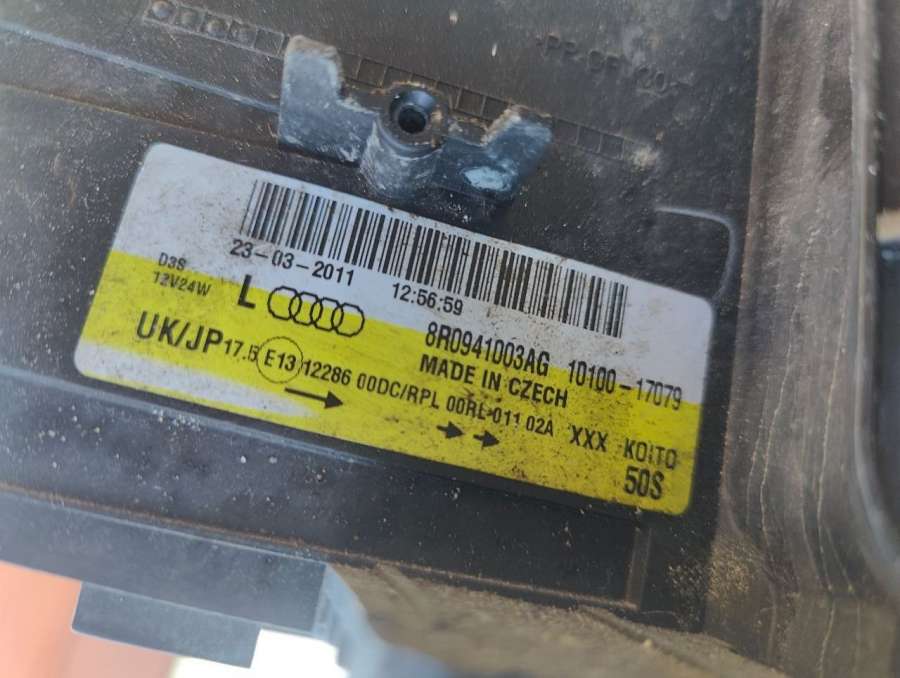 23-03-2011 12:56:59
D3S
12V24W
L
8R0941003AG 10100-17079
UK/JP 17.5 E13 12286 00DC/RPL 00RL-011 02A XXX KOITO
MADE IN CZECH
50S